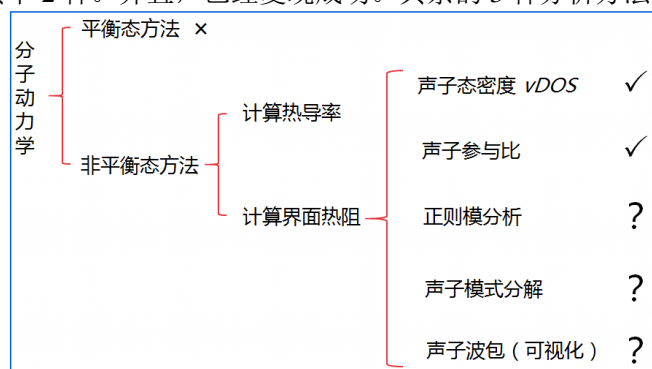 平衡态方法 ×
分子动力学
非平衡态方法
计算热导率
计算界面热阻
声子态密度 vDOS ✓
声子参与比 ✓
正则模分析 ?
声子模式分解 ?
声子波包（可视化） ?